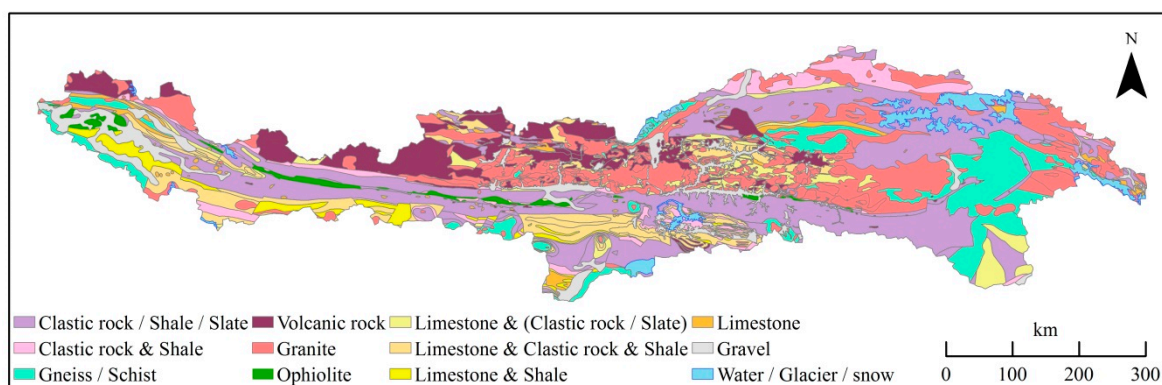 N
Clastic rock / Shale / Slate Volcanic rock Limestone & (Clastic rock / Slate) Limestone
Clastic rock & Shale Granite Limestone & Clastic rock & Shale Gravel
Gneiss / Schist Ophiolite Limestone & Shale Water / Glacier / snow
km
0 100 200 300